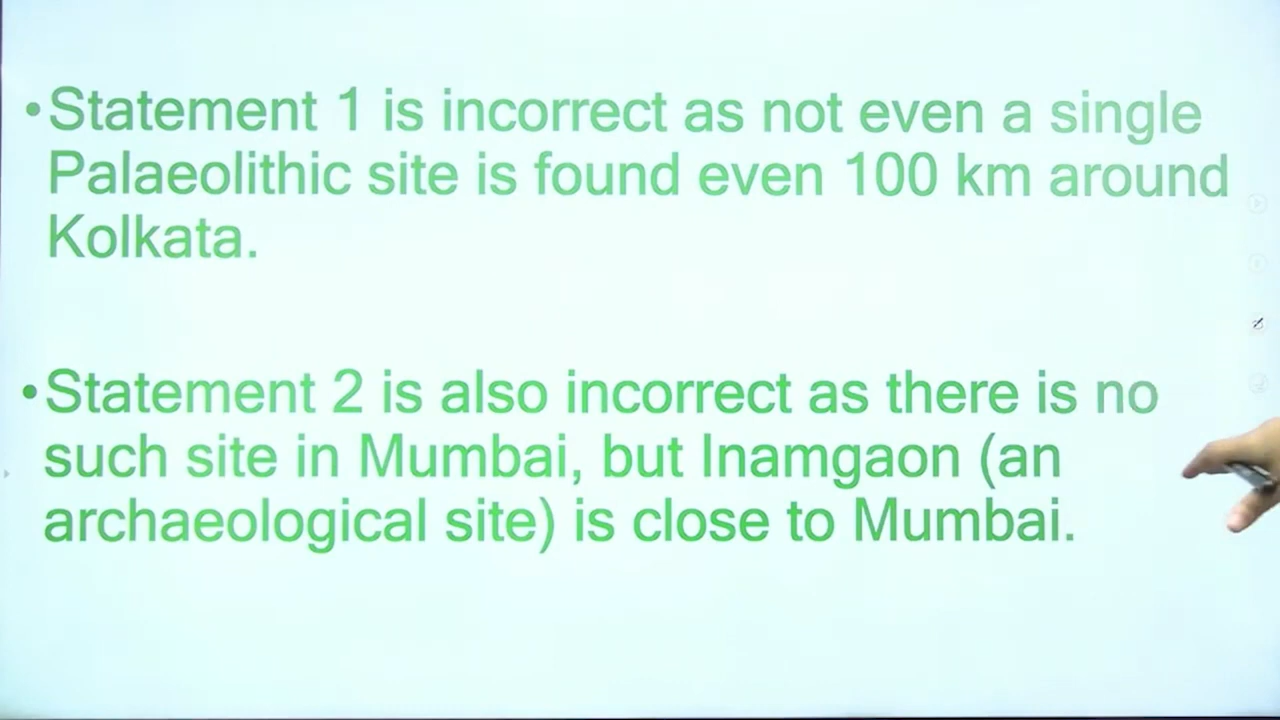 •Statement 1 is incorrect as not even a single
Palaeolithic site is found even 100 km around
Kolkata.
•Statement 2 is also incorrect as there is no
such site in Mumbai, but Inamgaon (an
archaeological site) is close to Mumbai.